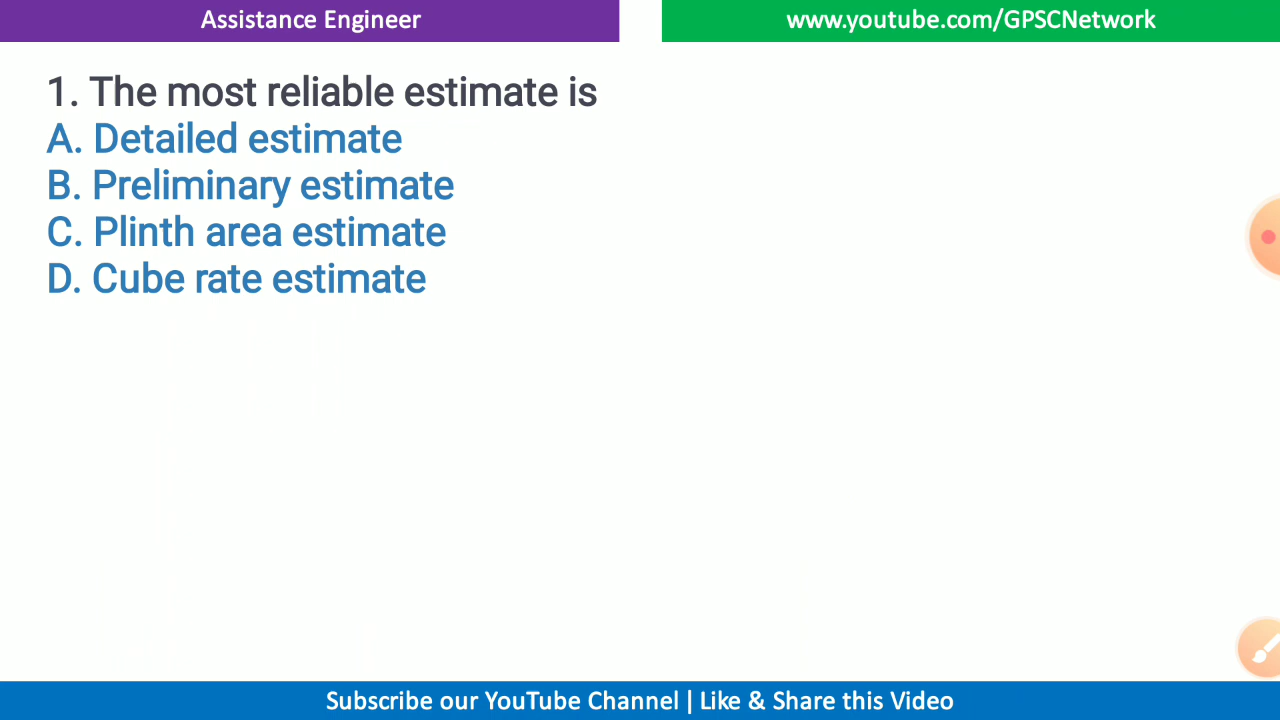 Assistance Engineer
www.youtube.com/GPSCNetwork
1. The most reliable estimate is
A. Detailed estimate
B. Preliminary estimate
C. Plinth area estimate
D. Cube rate estimate
Subscribe our YouTube Channel | Like & Share this Video